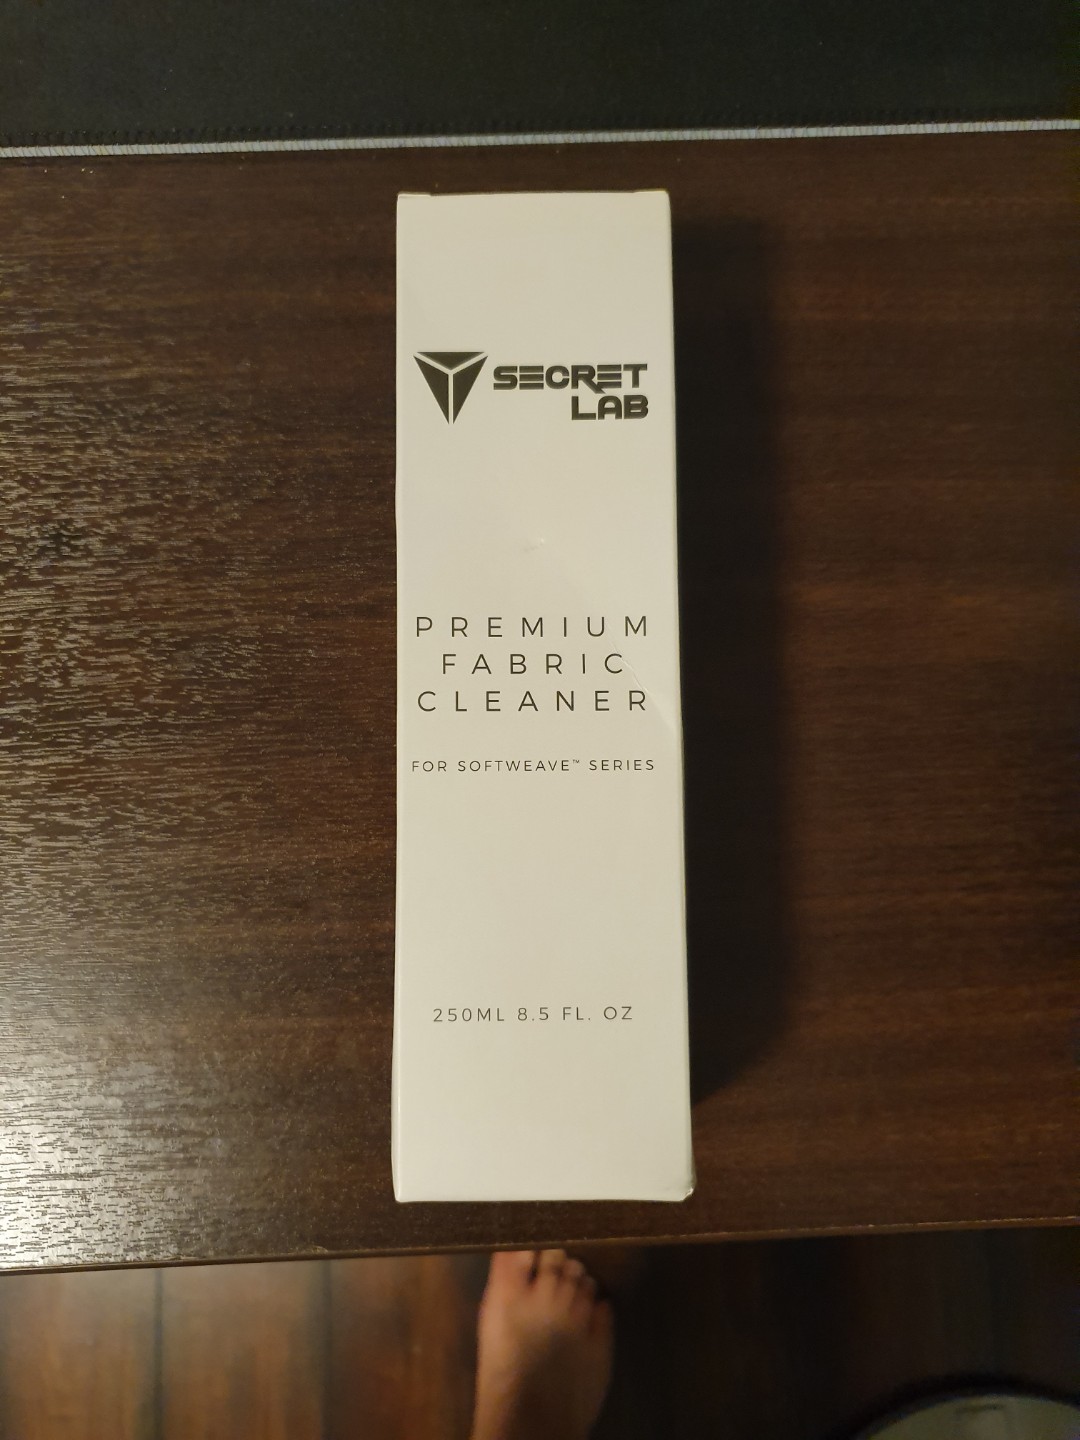 SECRET
LAB
PREMIUM
FABRIC
CLEANER
FOR SOFTWEAVE™ SERIES
250ML 8.5 FL. OZ